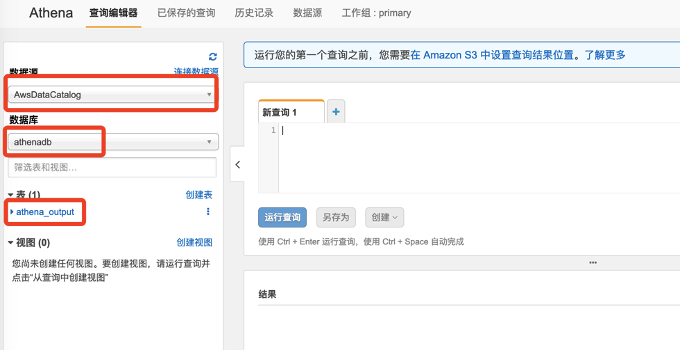 Athena 查询编辑器 已保存的查询 历史记录 数据源 工作组 : primary
数据源 连接数据源
AwsDataCatalog
数据库
athenadb
筛选表和视图...
表 (1) 创建表
athena_output
视图 (0) 创建视图
您尚未创建任何视图。要创建视图，请运行查询并
点击“从查询中创建视图”
运行您的第一个查询之前，您需要在 Amazon S3 中设置查询结果位置。了解更多
新查询 1 +
1
运行查询 另存为 创建
使用 Ctrl + Enter 运行查询，使用 Ctrl + Space 自动完成
结果